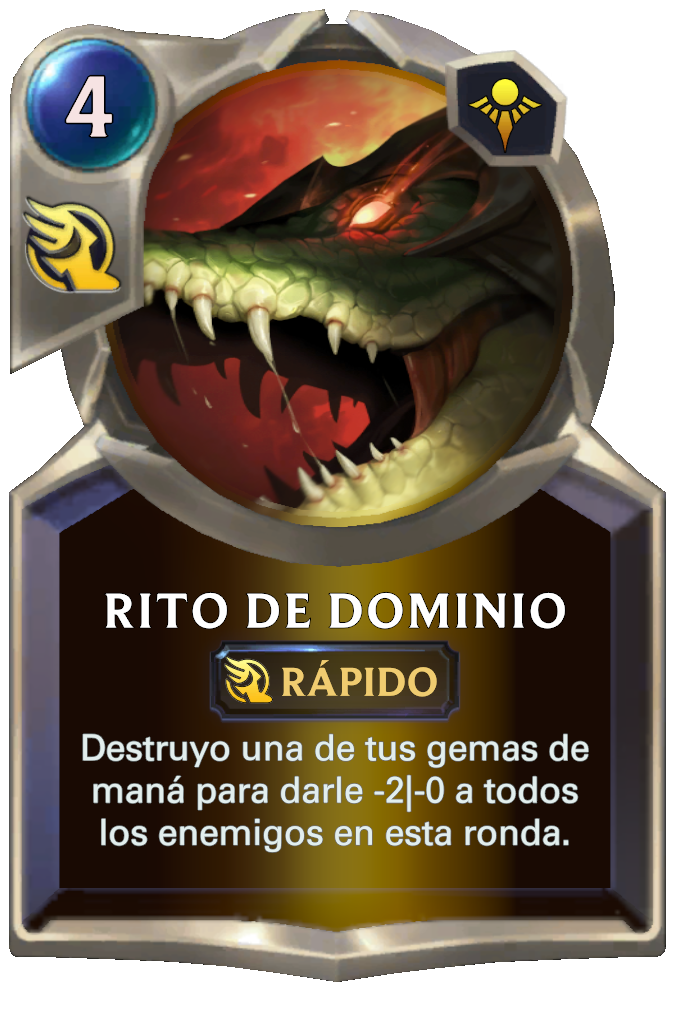 4
RITO DE DOMINIO
RÁPIDO
Destruyo una de tus gemas de
maná para darle -2|-0 a todos
los enemigos en esta ronda.